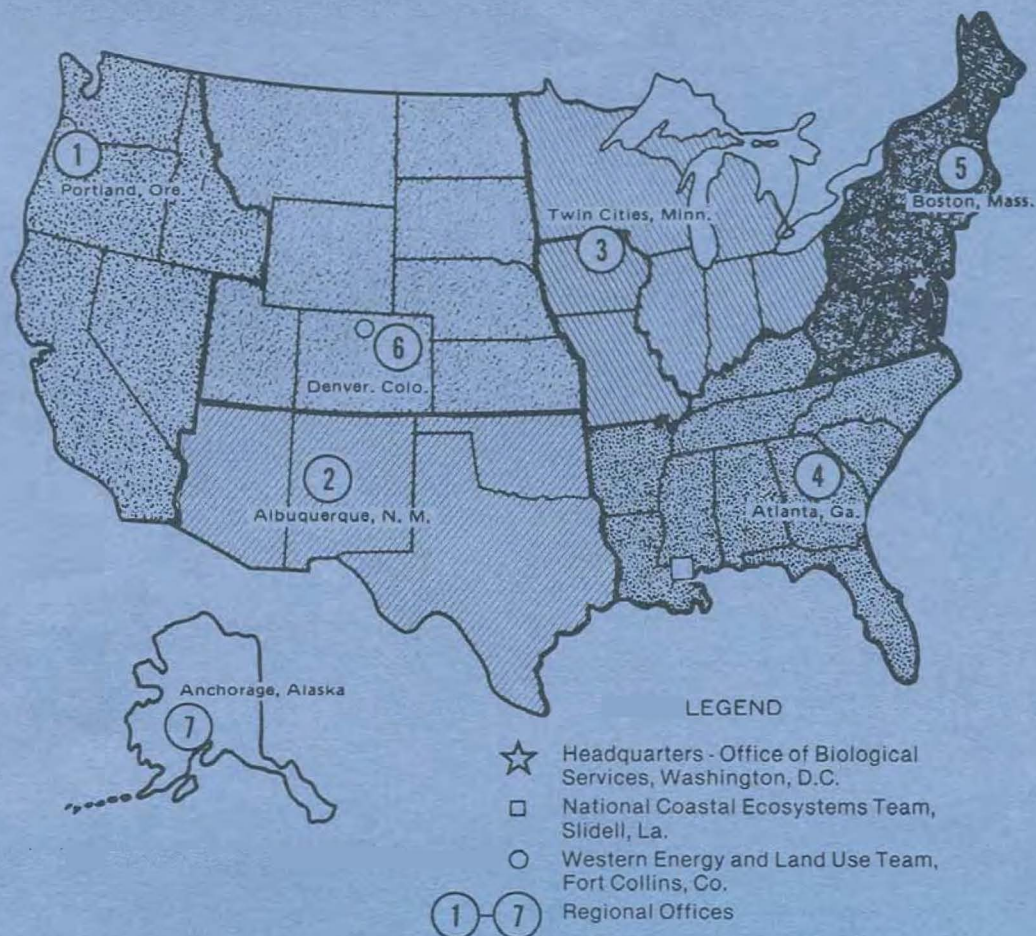 1
Portland, Ore.
Twin Cities, Minn.
3
5
Boston, Mass.
6
Denver. Colo.
2
Albuquerque, N. M.
4
Atlanta, Ga.
Anchorage, Alaska
7
LEGEND
Headquarters - Office of Biological
Services, Washington, D.C.
National Coastal Ecosystems Team,
Slidell, La.
Western Energy and Land Use Team,
Fort Collins, Co.
1-7 Regional Offices